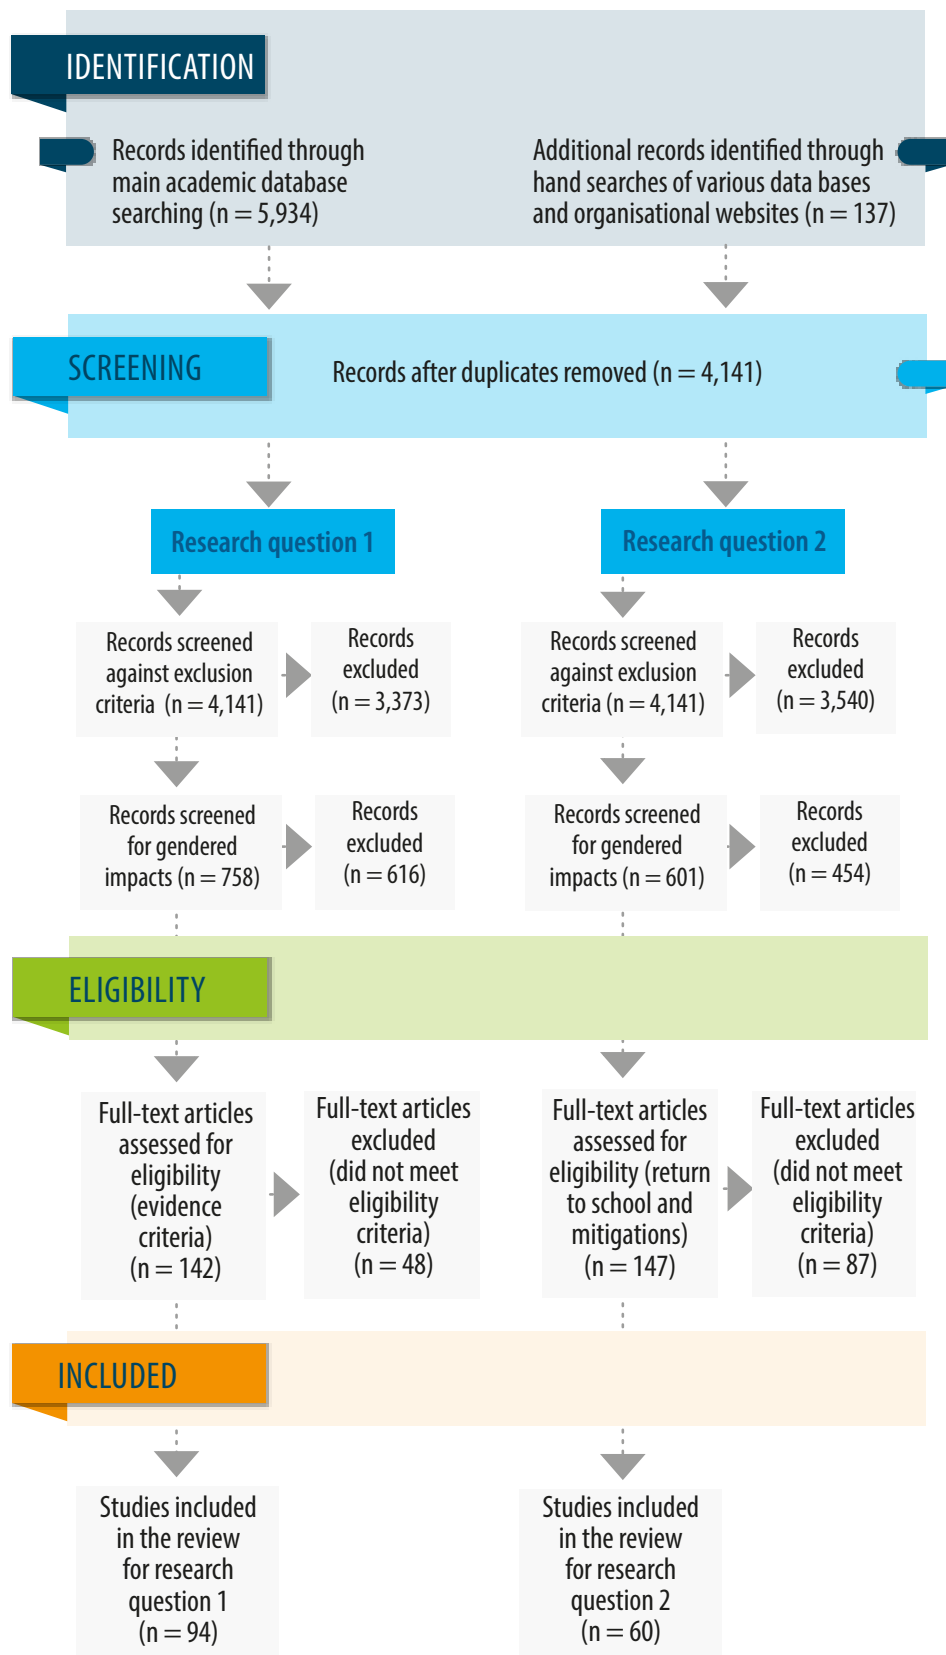 IDENTIFICATION
Records identified through
main academic database
searching (n = 5,934)
Additional records identified through
hand searches of various data bases
and organisational websites (n = 137)
SCREENING
Records after duplicates removed (n = 4,141)
Research question 1
Research question 2
Records screened
against exclusion
criteria (n = 4,141)
Records
excluded
(n = 3,373)
Records screened
against exclusion
criteria (n = 4,141)
Records
excluded
(n = 3,540)
Records screened
for gendered
impacts (n = 758)
Records
excluded
(n = 616)
Records screened
for gendered
impacts (n = 601)
Records
excluded
(n = 454)
ELIGIBILITY
Full-text articles
assessed for
eligibility
(evidence
criteria)
(n = 142)
Full-text articles
excluded
(did not meet
eligibility
criteria)
(n = 48)
Full-text articles
assessed for
eligibility (return
to school and
mitigations)
(n = 147)
Full-text articles
excluded
(did not meet
eligibility
criteria)
(n = 87)
INCLUDED
Studies included
in the review
for research
question 1
(n = 94)
Studies included
in the review
for research
question 2
(n = 60)